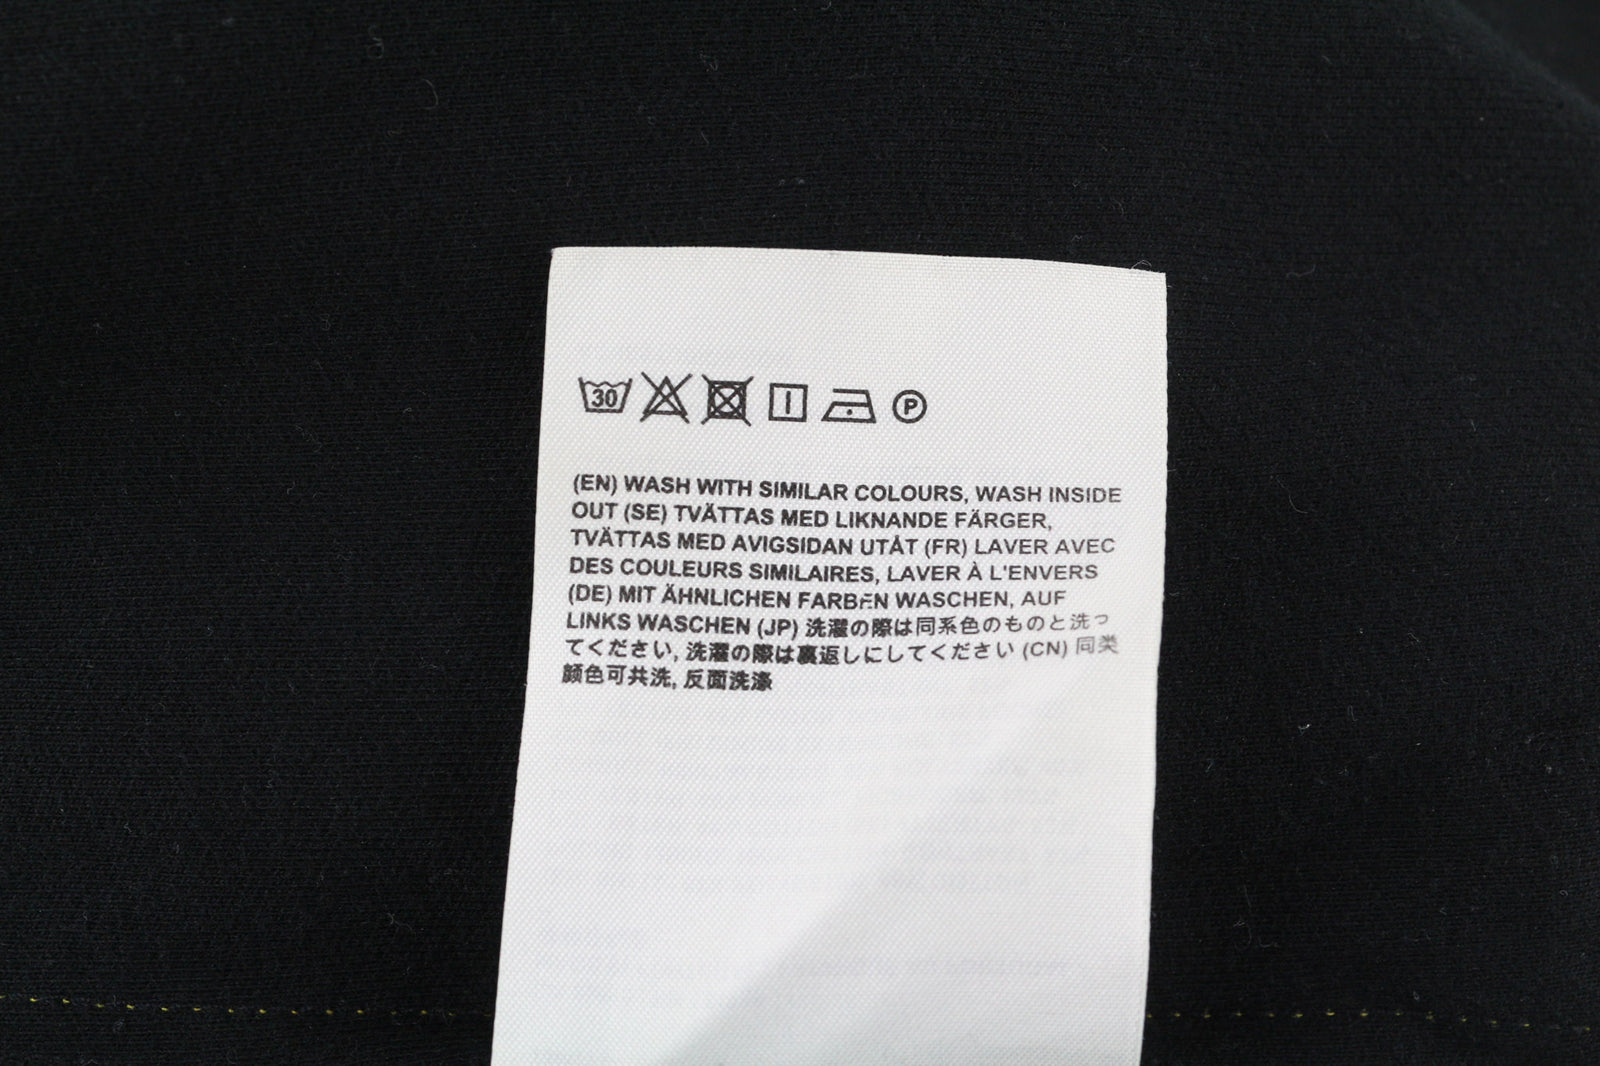 30 P
(EN) WASH WITH SIMILAR COLOURS, WASH INSIDE
OUT (SE) TVÄTTAS MED LIKNANDE FÄRGER,
TVÄTTAS MED AVIGSIDAN UTÅT (FR) LAVER AVEC
DES COULEURS SIMILAIRES, LAVER À L'ENVERS
(DE) MIT ÄHNLICHEN FARBEN WASCHEN, AUF
LINKS WASCHEN (JP) 洗濯の際は同系色のものと洗っ
てください, 洗濯の際は裏返しにしてください (CN) 同类
颜色可共洗, 反面洗涤